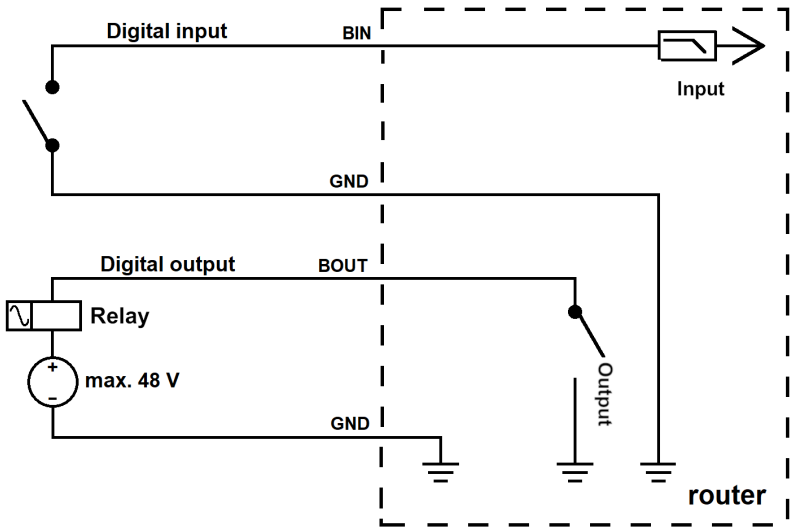 Digital input
BIN
Input
GND
Digital output
BOUT
Relay
+
max. 48 V
−
Output
GND
router